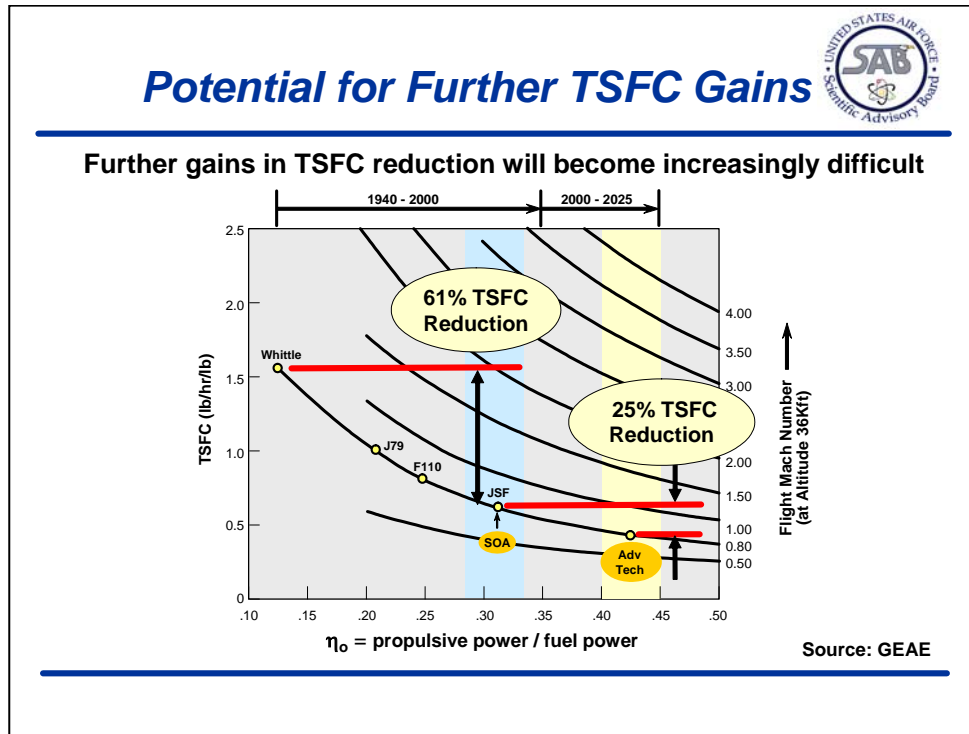 Potential for Further TSFC Gains
UNITED STATES AIR FORCE
SAB
Scientific Advisory Board
Further gains in TSFC reduction will become increasingly difficult
1940 - 2000
2000 - 2025
2.5
2.0
1.5
1.0
0.5
0
TSFC (lb/hr/lb)
61% TSFC
Reduction
25% TSFC
Reduction
Whittle
J79
F110
JSF
SOA
Adv
Tech
4.00
3.50
3.00
2.00
1.50
1.00
0.80
0.50
Flight Mach Number
(at Altitude 36Kft)
.10 .15 .20 .25 .30 .35 .40 .45 .50
0.10
ηo = propulsive power / fuel power
Source: GEAE